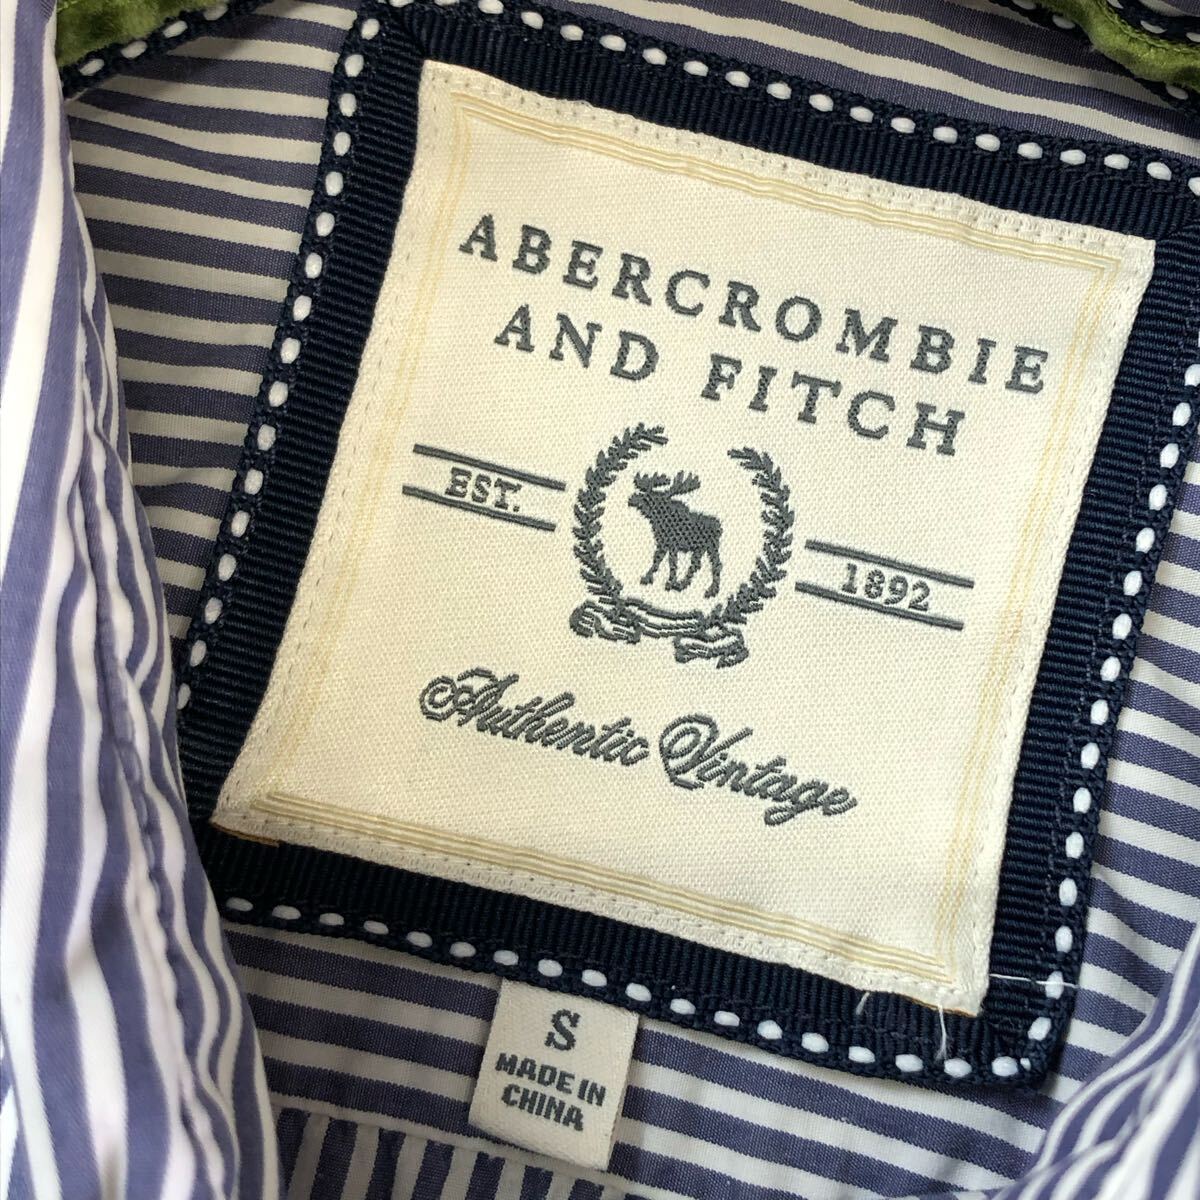 ABERCROMBIE
AND FITCH
EST. 1892
Authentic Vintage
S
MADE IN
CHINA